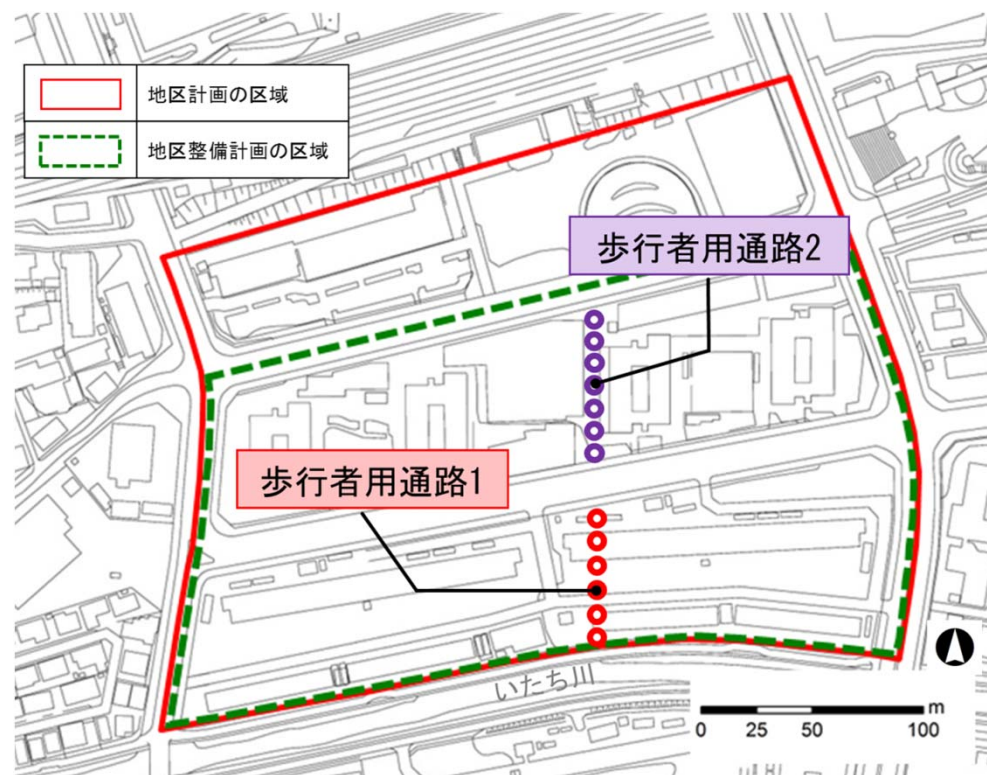 地区計画の区域
地区整備計画の区域
歩行者用通路2
歩行者用通路1
いたち川
m
0 25 50 100